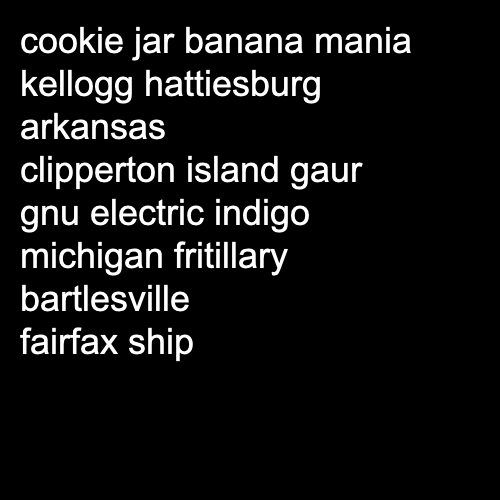 cookie jar banana mania
kellogg hattiesburg
arkansas
clipperton island gaur
gnu electric indigo
michigan fritillary
bartlesville
fairfax ship